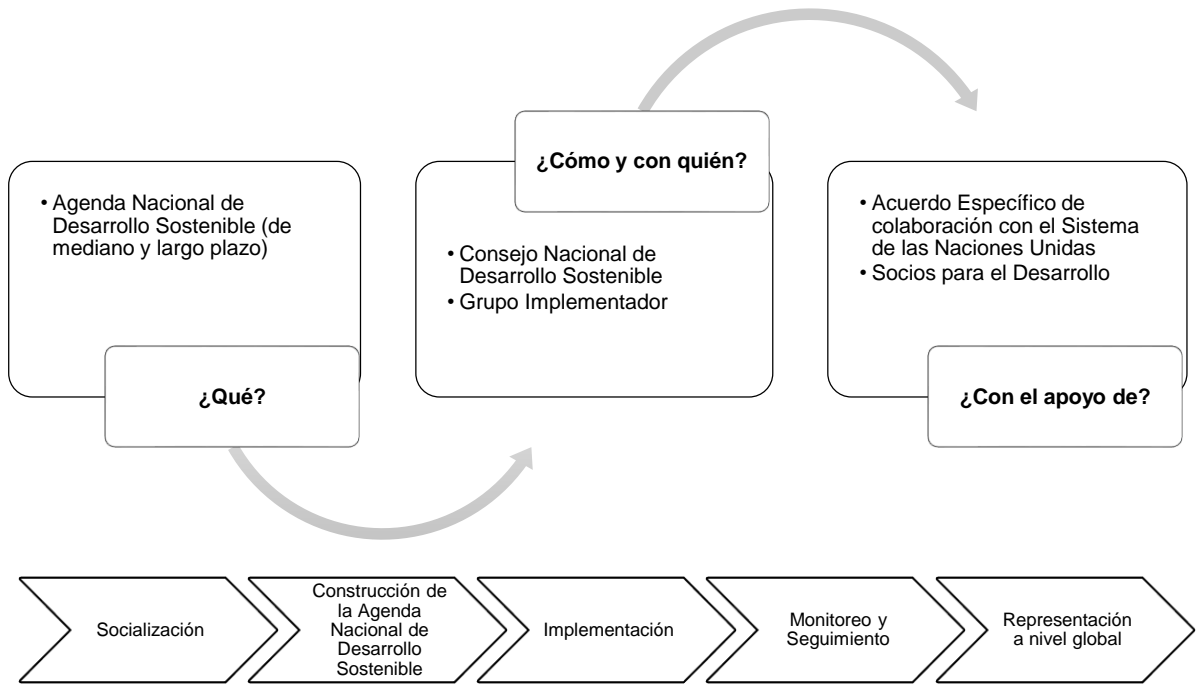 • Agenda Nacional de
Desarrollo Sostenible (de
mediano y largo plazo)
¿Qué?
¿Cómo y con quién?
• Consejo Nacional de
Desarrollo Sostenible
• Grupo Implementador
• Acuerdo Específico de
colaboración con el Sistema
de las Naciones Unidas
• Socios para el Desarrollo
¿Con el apoyo de?
Socialización
Construcción de
la Agenda
Nacional de
Desarrollo
Sostenible
Implementación
Monitoreo y
Seguimiento
Representación
a nivel global